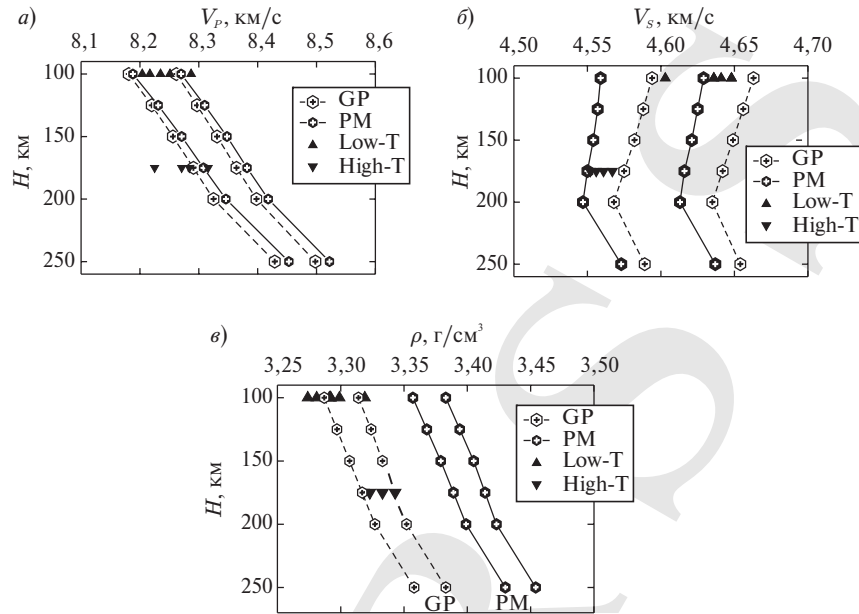 а)
V_P, км/с
8,1 8,2 8,3 8,4 8,5 8,6
H, км
100
150
200
250
GP
PM
Low-T
High-T
б)
V_S, км/с
4,50 4,55 4,60 4,65 4,70
100
150
200
250
GP
PM
Low-T
High-T
в)
ρ, г/см³
3,25 3,30 3,35 3,40 3,45 3,50
H, км
100
150
200
250
GP
PM
Low-T
High-T
GP PM
S
S